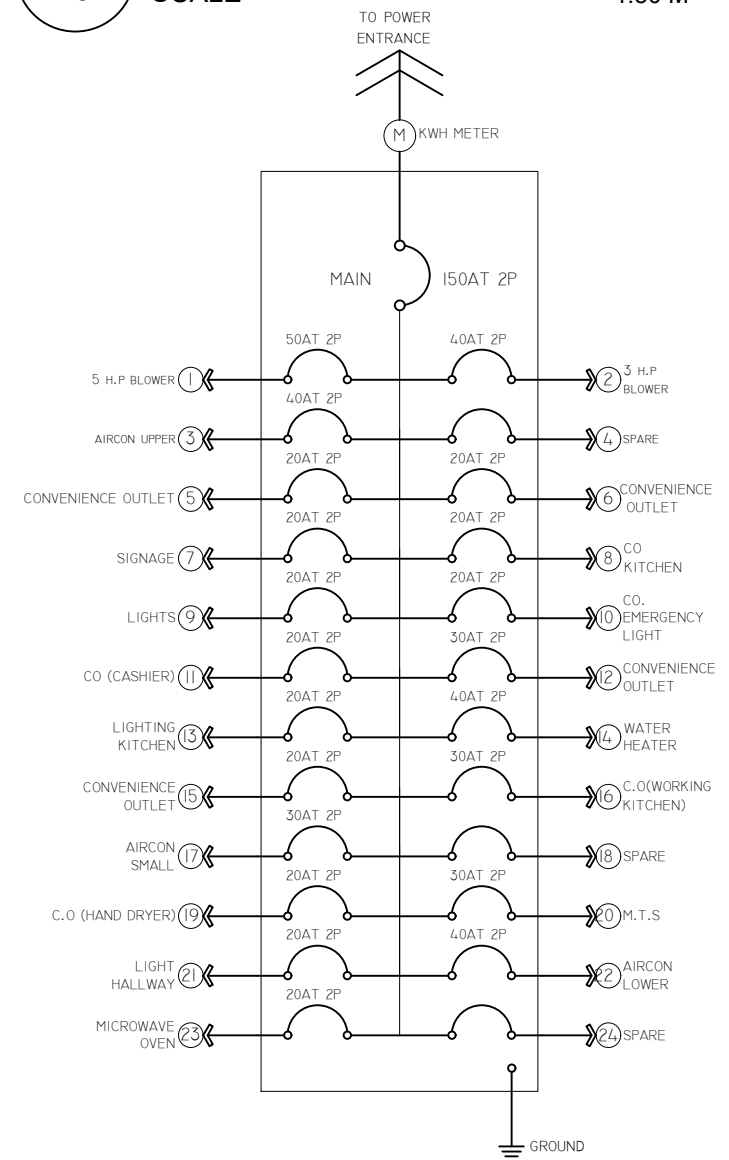 TO POWER
ENTRANCE
M KWH METER
MAIN 150AT 2P
50AT 2P 40AT 2P
5 H.P BLOWER 1 2 3 H.P
BLOWER
40AT 2P
AIRCON UPPER 3 4 SPARE
20AT 2P 20AT 2P
CONVENIENCE OUTLET 5 6 CONVENIENCE
OUTLET
20AT 2P 20AT 2P
SIGNAGE 7 8 CO
KITCHEN
20AT 2P 20AT 2P
LIGHTS 9 10 CO.
EMERGENCY
LIGHT
20AT 2P 30AT 2P
CO (CASHIER) 11 12 CONVENIENCE
OUTLET
20AT 2P 40AT 2P
LIGHTING
KITCHEN 13 14 WATER
HEATER
20AT 2P 30AT 2P
CONVENIENCE
OUTLET 15 16 C.O(WORKING
KITCHEN)
30AT 2P
AIRCON
SMALL 17 18 SPARE
20AT 2P 30AT 2P
C.O (HAND DRYER) 19 20 M.T.S
20AT 2P 40AT 2P
LIGHT
HALLWAY 21 22 AIRCON
LOWER
20AT 2P
MICROWAVE
OVEN 23 24 SPARE
GROUND